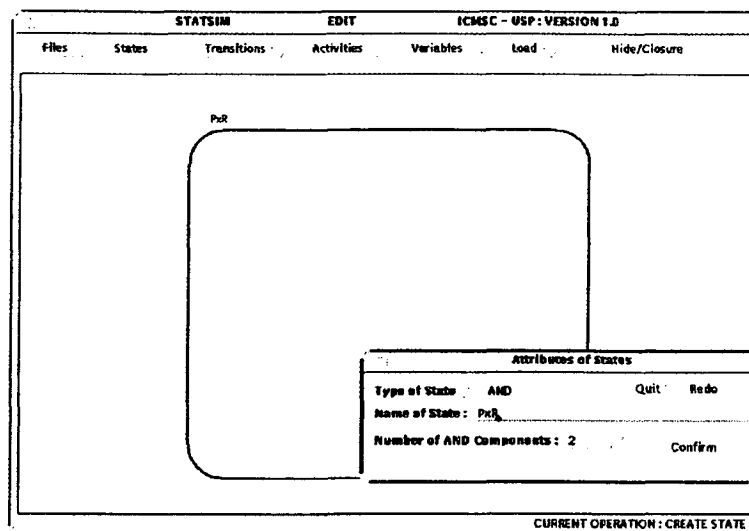 STATSIM EDIT ICMSC - USP : VERSION 1.0
Files States Transitions Activities Variables Load Hide/Closure
PxR
Attributes of States
Type of State AND Quit Redo
Name of State : PxR
Number of AND Components : 2
Confirm
CURRENT OPERATION : CREATE STATE